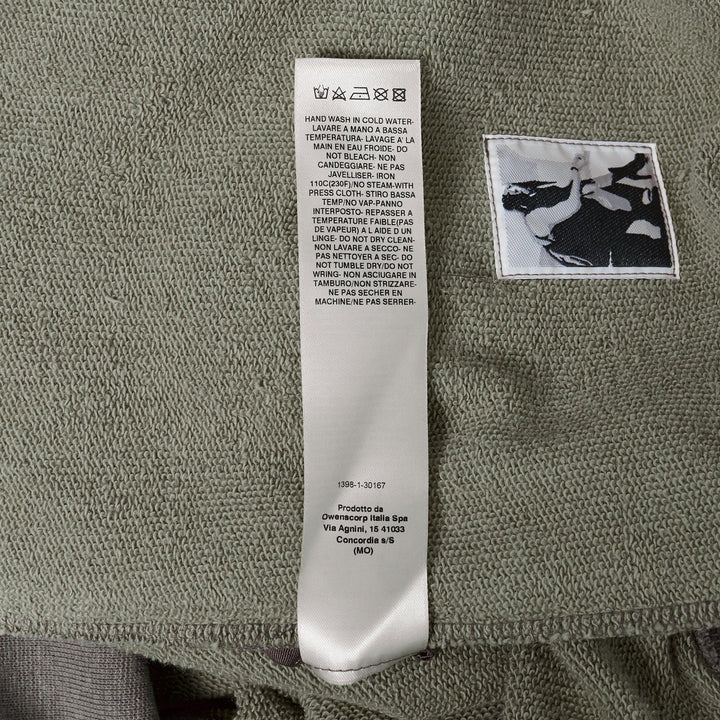 HAND WASH IN COLD WATER-
LAVARE A MANO A BASSA
TEMPERATURA- LAVAGE A' LA
MAIN EN EAU FROIDE- DO
NOT BLEACH- NON
CANDEGGIARE- NE PAS
JAVELLISER- IRON
110C(230F)/NO STEAM-WITH
PRESS CLOTH- STIRO BASSA
TEMP/NO VAP-PANNO
INTERPOSTO- REPASSER A
TEMPERATURE FAIBLE(PAS
DE VAPEUR) A L AIDE D UN
LINGE- DO NOT DRY CLEAN-
NON LAVARE A SECCO- NE
PAS NETTOYER A SEC- DO
NOT TUMBLE DRY/DO NOT
WRING- NON ASCIUGARE IN
TAMBURO/NON STRIZZARE-
NE PAS SECHER EN
MACHINE/NE PAS SERRER-
1398-1-30167
Prodotto da
Owenscorp Italia Spa
Via Agnini, 15 41033
Concordia s/S
(MO)